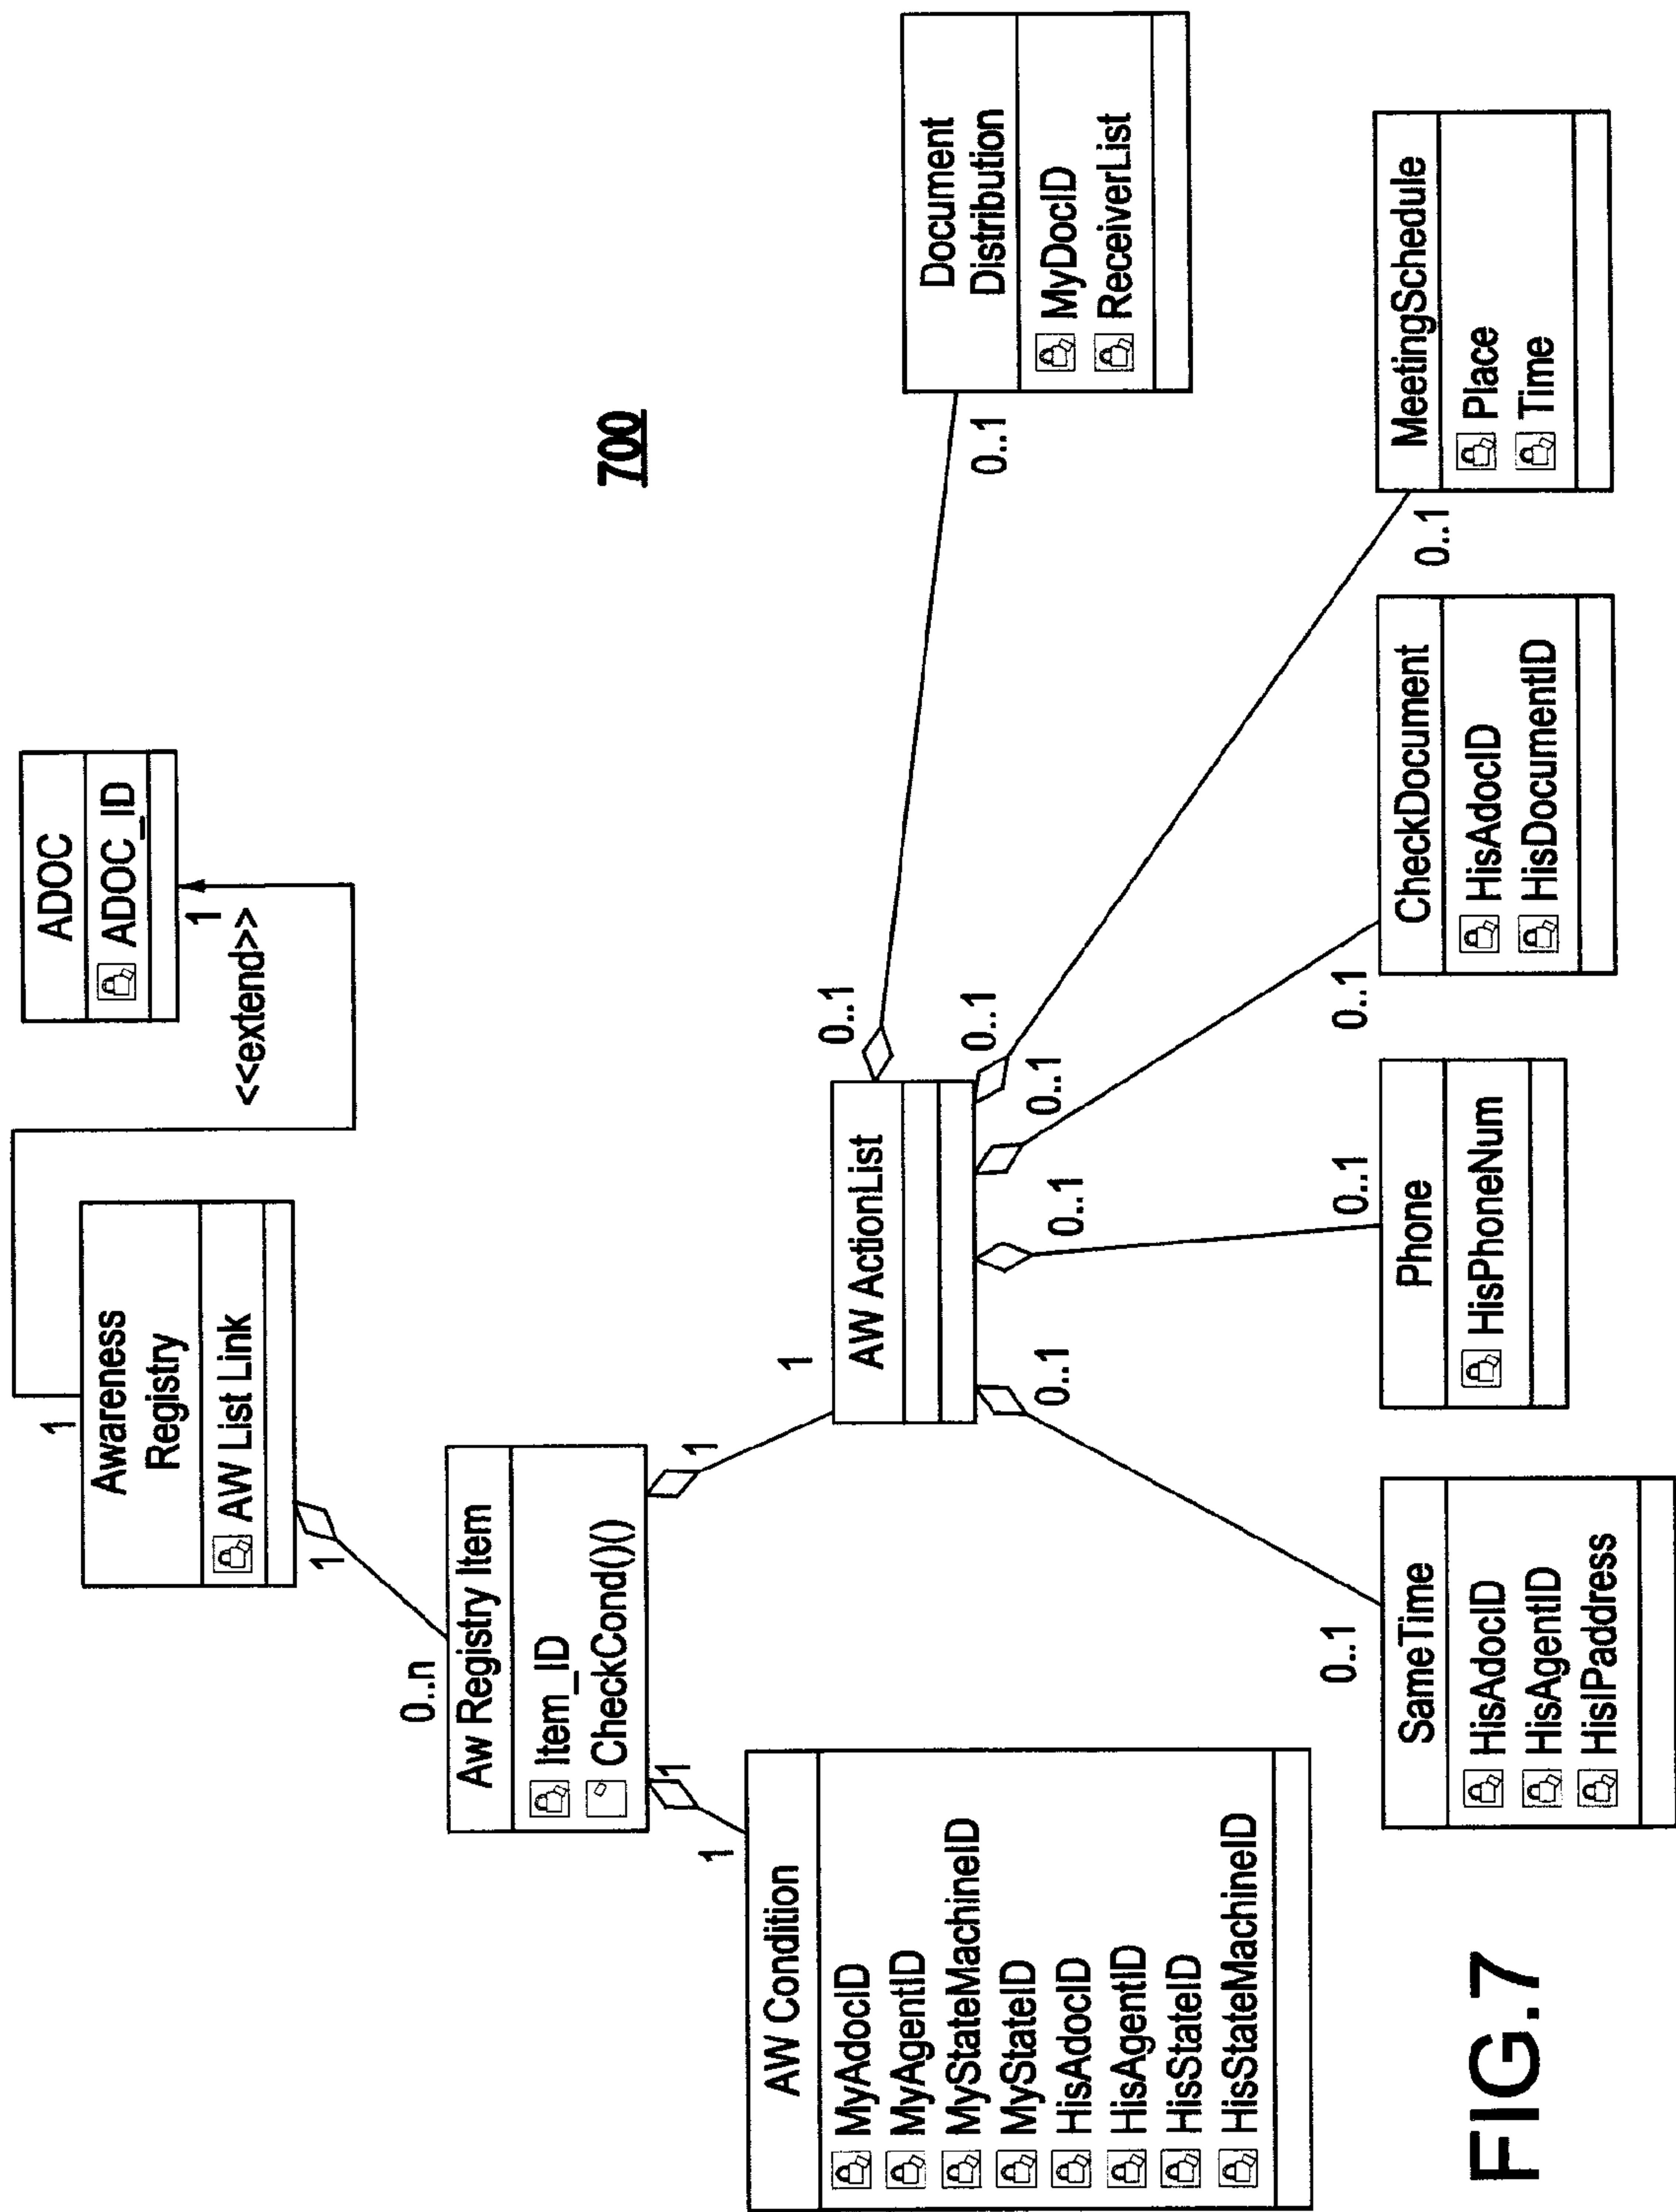 700
ADOC
ADOC_ID
1
<<extend>>
1
Awareness
Registry
AW List Link
1
0..n
Aw Registry Item
Item_ID
CheckCond()()
1
1
1
1
AW Condition
MyAdocID
MyAgentID
MyStateMachineID
MyStateID
HisAdocID
HisAgentID
HisStateID
HisStateMachineID
AW ActionList
0..1
0..1
0..1
0..1
0..1
0..1
Document
Distribution
MyDocID
ReceiverList
0..1
SameTime
HisAdocID
HisAgentID
HisIPaddress
0..1
Phone
HisPhoneNum
0..1
CheckDocument
HisAdocID
HisDocumentID
0..1
MeetingSchedule
Place
Time
FIG.7